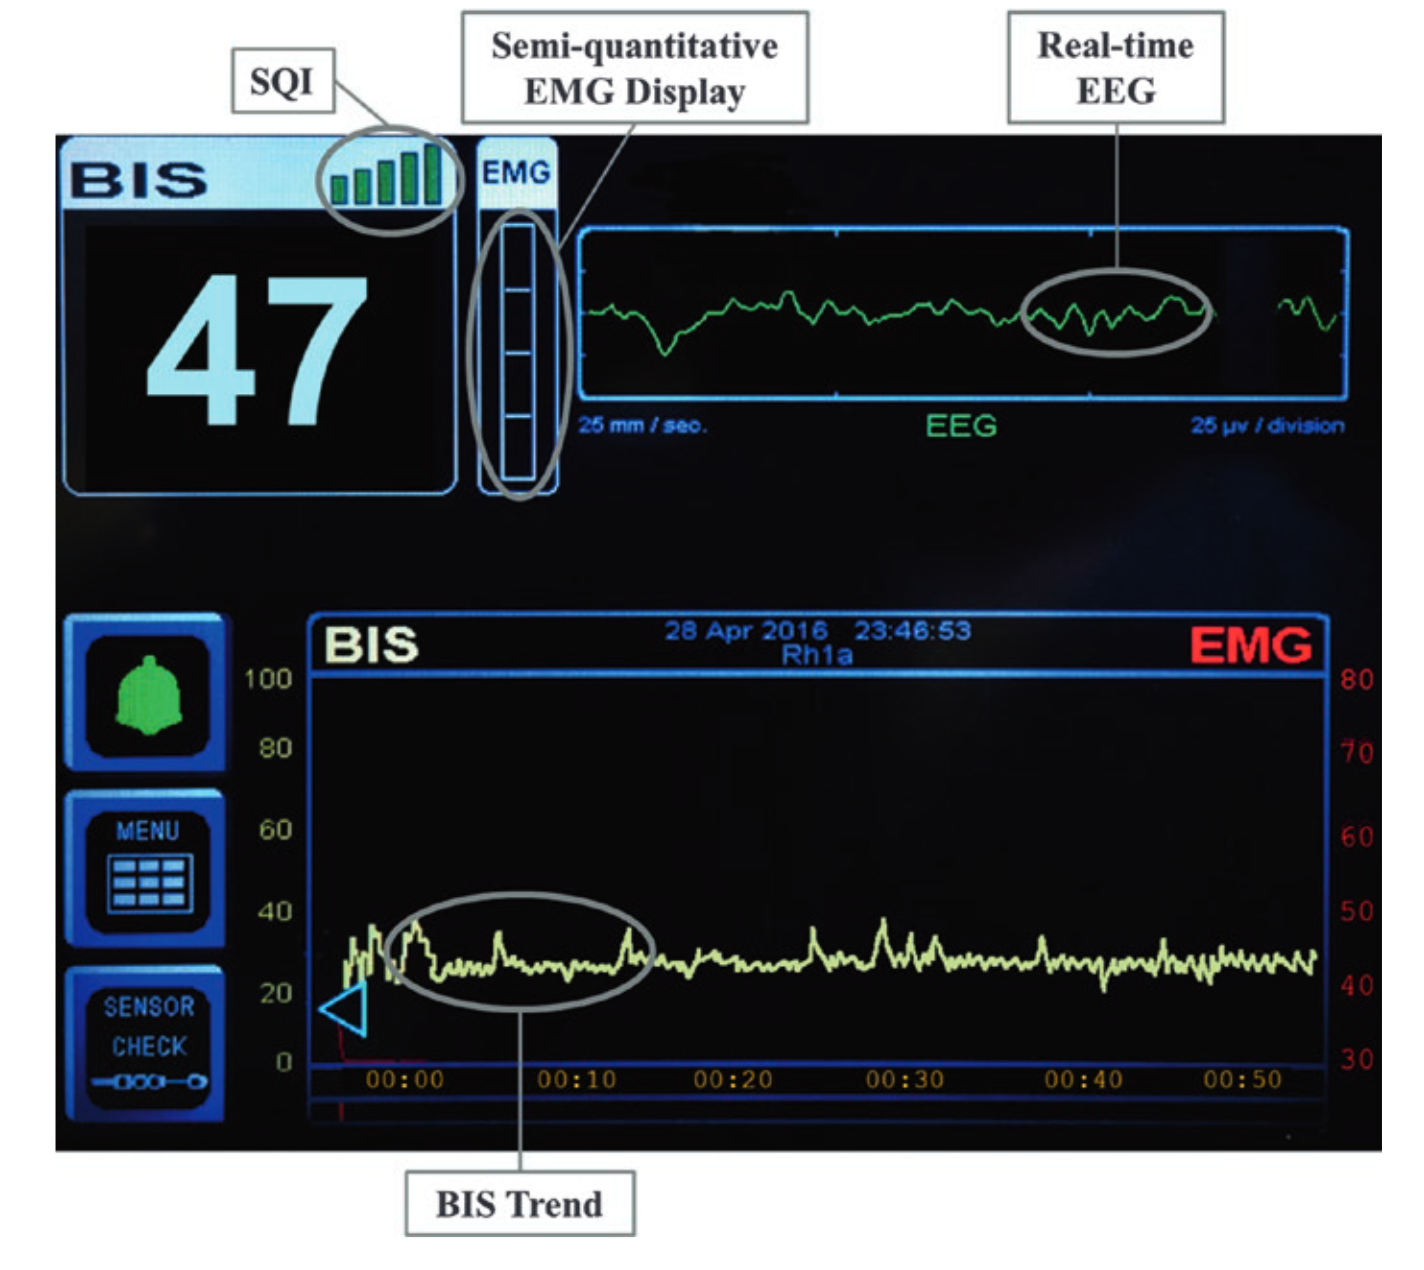 SQI
Semi-quantitative
EMG Display
Real-time
EEG
BIS
EMG
47
25 mm / sec.
EEG
25 µv / division
BIS
28 Apr 2016 23:46:53
Rh1a
EMG
100
80
60
40
20
0
80
70
60
50
40
30
MENU
SENSOR
CHECK
00:00 00:10 00:20 00:30 00:40 00:50
BIS Trend